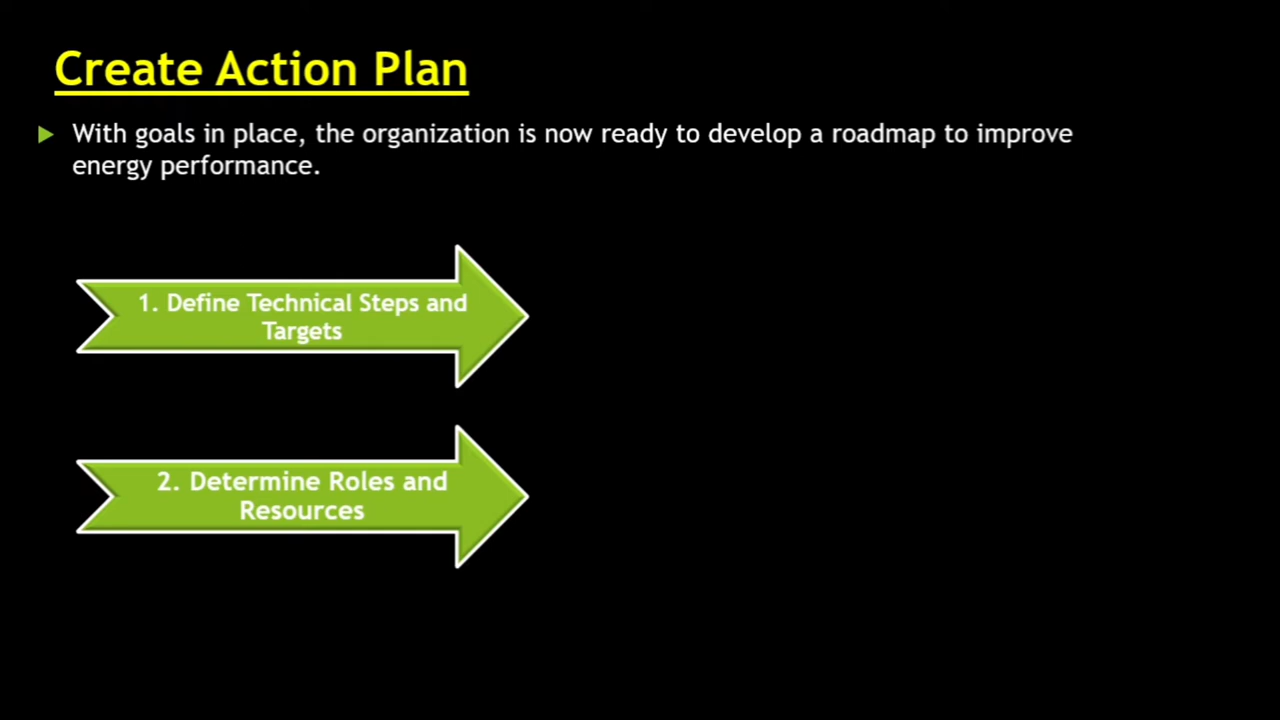 Create Action Plan
With goals in place, the organization is now ready to develop a roadmap to improve
energy performance.
1. Define Technical Steps and
Targets
2. Determine Roles and
Resources